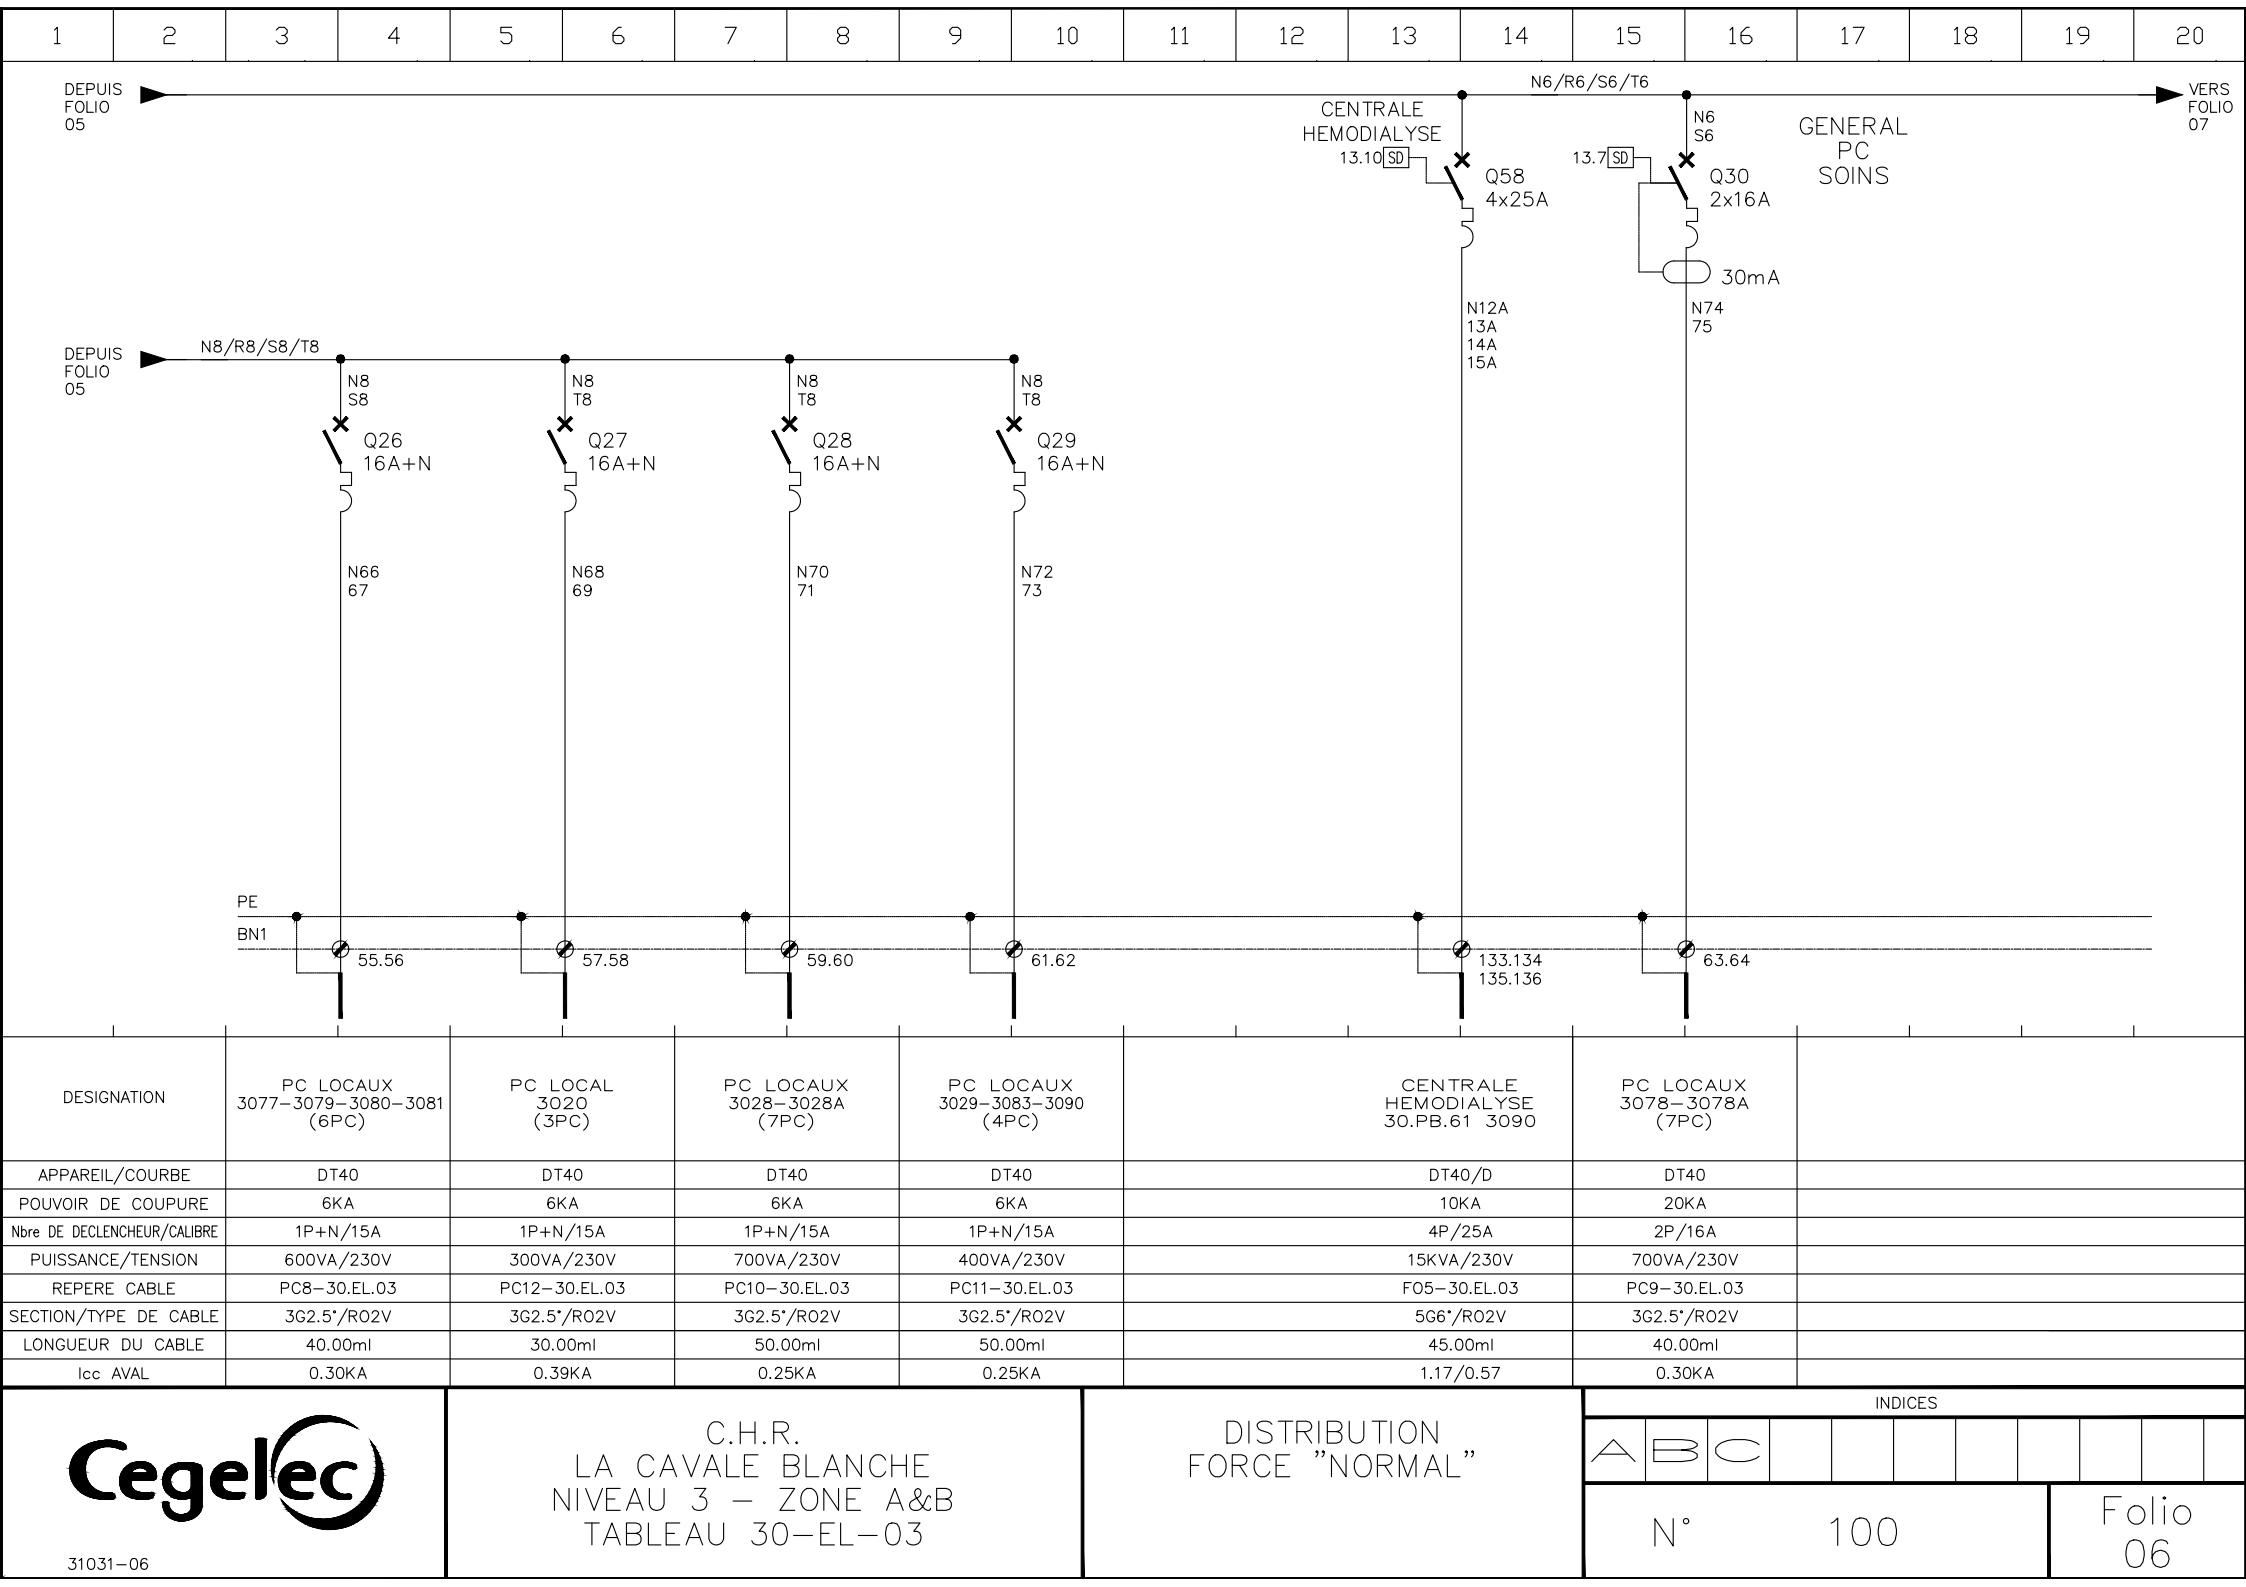 1 2 3 4 5 6 7 8 9 10 11 12 13 14 15 16 17 18 19 20
DEPUIS
FOLIO
05
N6/R6/S6/T6
VERS
FOLIO
07
CENTRALE
HEMODIALYSE
13.10 SD
Q58
4x25A
N12A
13A
14A
15A
N6
S6
13.7 SD
Q30
2x16A
30mA
N74
75
GENERAL
PC
SOINS
DEPUIS
FOLIO
05
N8/R8/S8/T8
N8
S8
Q26
16A+N
N66
67
N8
T8
Q27
16A+N
N68
69
N8
T8
Q28
16A+N
N70
71
N8
T8
Q29
16A+N
N72
73
PE
BN1
55.56
57.58
59.60
61.62
133.134
135.136
63.64
DESIGNATION
PC LOCAUX
3077-3079-3080-3081
(6PC)
PC LOCAL
3020
(3PC)
PC LOCAUX
3028-3028A
(7PC)
PC LOCAUX
3029-3083-3090
(4PC)
CENTRALE
HEMODIALYSE
30.PB.61 3090
PC LOCAUX
3078-3078A
(7PC)
APPAREIL/COURBE DT40 DT40 DT40 DT40 DT40/D DT40
POUVOIR DE COUPURE 6KA 6KA 6KA 6KA 10KA 20KA
Nbre DE DECLENCHEUR/CALIBRE 1P+N/15A 1P+N/15A 1P+N/15A 1P+N/15A 4P/25A 2P/16A
PUISSANCE/TENSION 600VA/230V 300VA/230V 700VA/230V 400VA/230V 15KVA/230V 700VA/230V
REPERE CABLE PC8-30.EL.03 PC12-30.EL.03 PC10-30.EL.03 PC11-30.EL.03 FO5-30.EL.03 PC9-30.EL.03
SECTION/TYPE DE CABLE 3G2.5°/RO2V 3G2.5°/RO2V 3G2.5°/RO2V 3G2.5°/RO2V 5G6°/RO2V 3G2.5°/RO2V
LONGUEUR DU CABLE 40.00ml 30.00ml 50.00ml 50.00ml 45.00ml 40.00ml
Icc AVAL 0.30KA 0.39KA 0.25KA 0.25KA 1.17/0.57 0.30KA
Cegelec
31031-06
C.H.R.
LA CAVALE BLANCHE
NIVEAU 3 - ZONE A&B
TABLEAU 30-EL-03
DISTRIBUTION
FORCE "NORMAL"
INDICES
A B C
N° 100
Folio
06